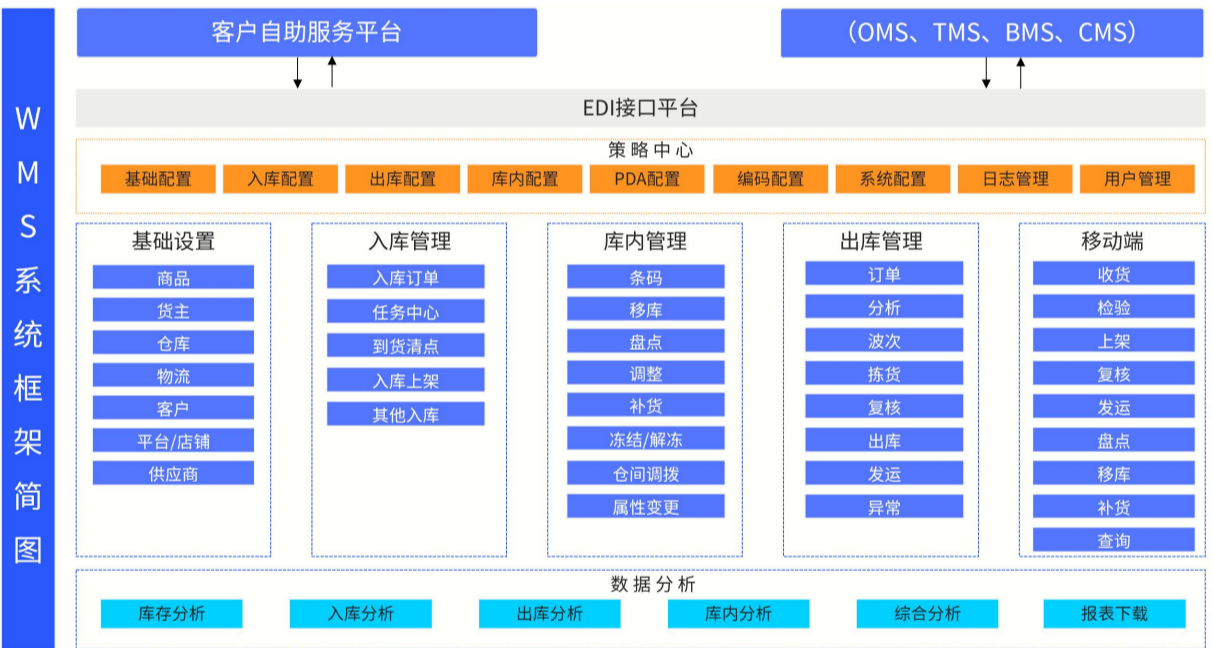 WMS系统框架简图
客户自助服务平台
（OMS、TMS、BMS、CMS）
EDI接口平台
策略中心
基础配置 入库配置 出库配置 库内配置 PDA配置 编码配置 系统配置 日志管理 用户管理
基础设置
商品
货主
仓库
物流
客户
平台/店铺
供应商
入库管理
入库订单
任务中心
到货清点
入库上架
其他入库
库内管理
条码
移库
盘点
调整
补货
冻结/解冻
仓间调拨
属性变更
出库管理
订单
分析
波次
拣货
复核
出库
发运
异常
移动端
收货
检验
上架
复核
发运
盘点
移库
补货
查询
数据分析
库存分析 入库分析 出库分析 库内分析 综合分析 报表下载